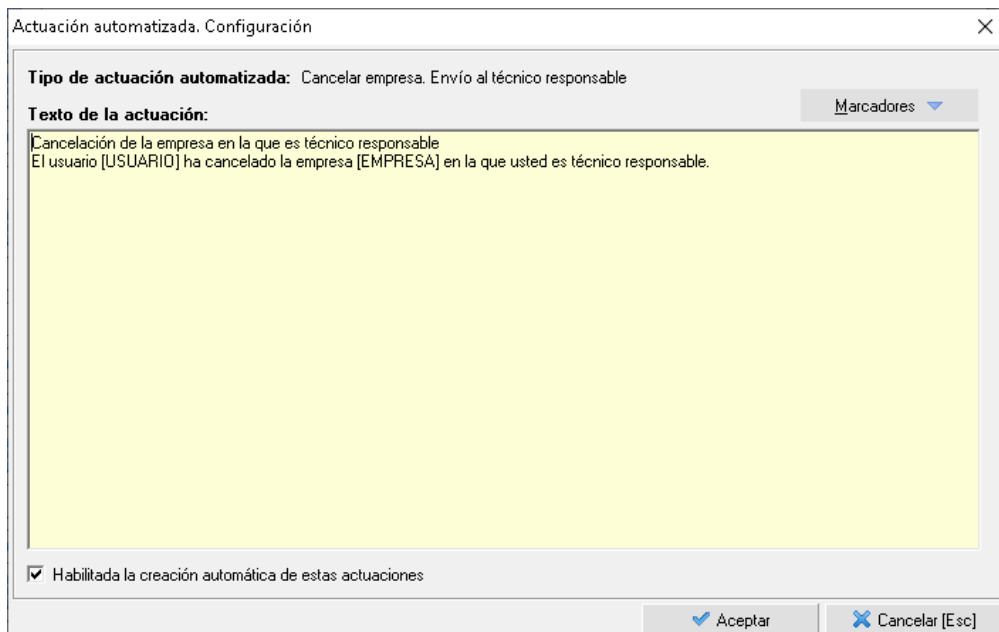 Actuación automatizada. Configuración
Tipo de actuación automatizada: Cancelar empresa. Envío al técnico responsable
Marcadores
Texto de la actuación:
Cancelación de la empresa en la que es técnico responsable
El usuario [USUARIO] ha cancelado la empresa [EMPRESA] en la que usted es técnico responsable.
Habilitada la creación automática de estas actuaciones
Aceptar
Cancelar [Esc]